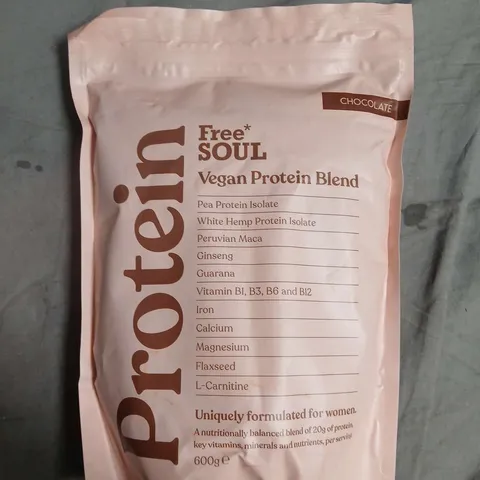 CHOCOLATE
Protein
Free*
SOUL
Vegan Protein Blend
Pea Protein Isolate
White Hemp Protein Isolate
Peruvian Maca
Ginseng
Guarana
Vitamin B1, B3, B6 and B12
Iron
Calcium
Magnesium
Flaxseed
L-Carnitine
Uniquely formulated for women.
A nutritionally balanced blend of 20g of protein,
key vitamins, minerals and nutrients, per serving
600g ℮